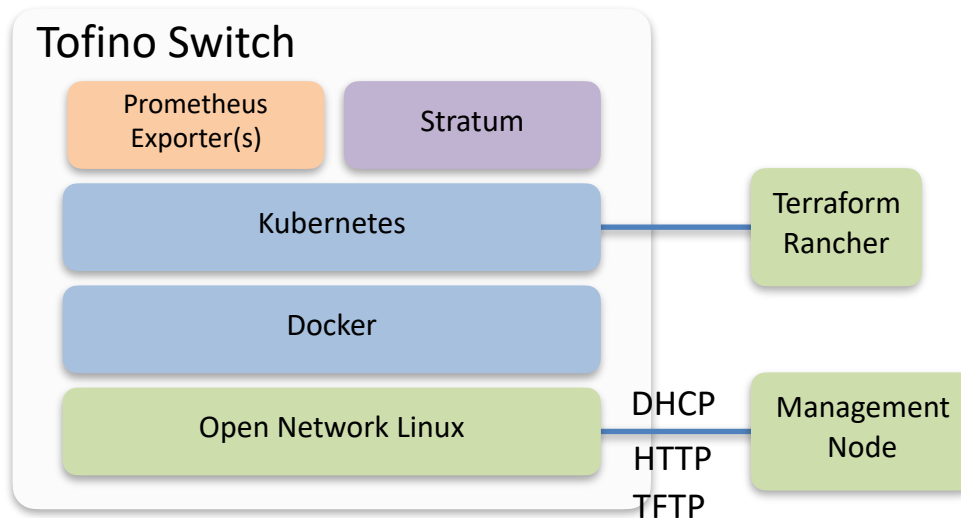 Tofino Switch
Prometheus
Exporter(s)
Stratum
Kubernetes
Terraform
Rancher
Docker
Open Network Linux
DHCP
HTTP
TFTP
Management
Node